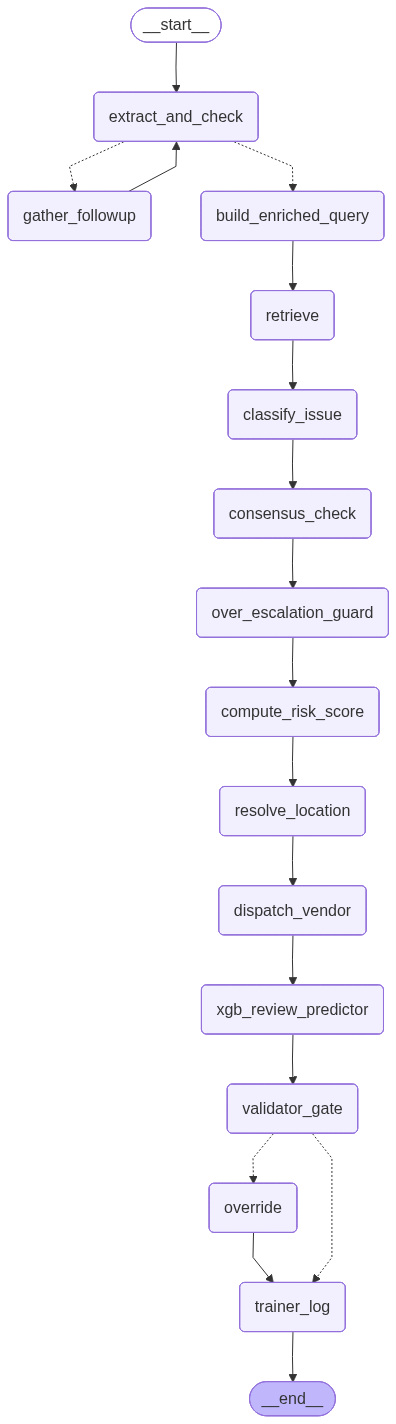 __start__
extract_and_check
gather_followup
build_enriched_query
retrieve
classify_issue
consensus_check
over_escalation_guard
compute_risk_score
resolve_location
dispatch_vendor
xgb_review_predictor
validator_gate
override
trainer_log
__end__